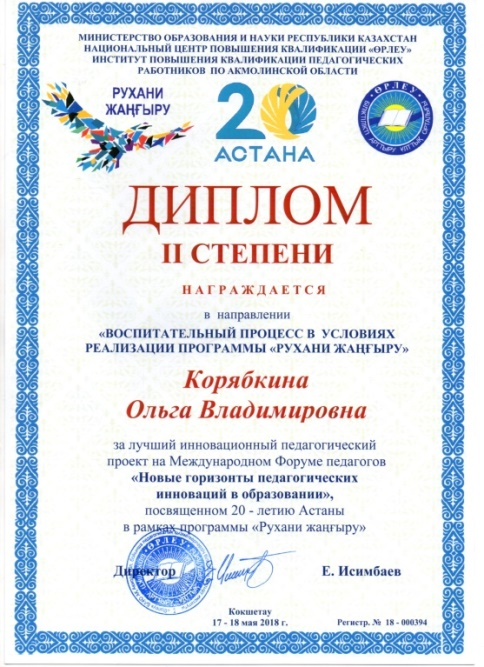 МИНИСТЕРСТВО ОБРАЗОВАНИЯ И НАУКИ РЕСПУБЛИКИ КАЗАХСТАН
НАЦИОНАЛЬНЫЙ ЦЕНТР ПОВЫШЕНИЯ КВАЛИФИКАЦИИ «ӨРЛЕУ»
ИНСТИТУТ ПОВЫШЕНИЯ КВАЛИФИКАЦИИ ПЕДАГОГИЧЕСКИХ
РАБОТНИКОВ ПО АКМОЛИНСКОЙ ОБЛАСТИ
РУХАНИ
ЖАҢҒЫРУ
20
АСТАНА
ӨРЛЕУ
ДИПЛОМ
II СТЕПЕНИ
НАГРАЖДАЕТСЯ
в направлении
«ВОСПИТАТЕЛЬНЫЙ ПРОЦЕСС В УСЛОВИЯХ
РЕАЛИЗАЦИИ ПРОГРАММЫ «РУХАНИ ЖАҢҒЫРУ»
Корябкина
Ольга Владимировна
за лучший инновационный педагогический
проект на Международном Форуме педагогов
«Новые горизонты педагогических
инноваций в образовании»,
посвященном 20 - летию Астаны
в рамках программы «Рухани жаңғыру»
Директор Е. Исимбаев
ӨРЛЕУ
Кокшетау
17 - 18 мая 2018 г. Регистр. № 18 - 000394